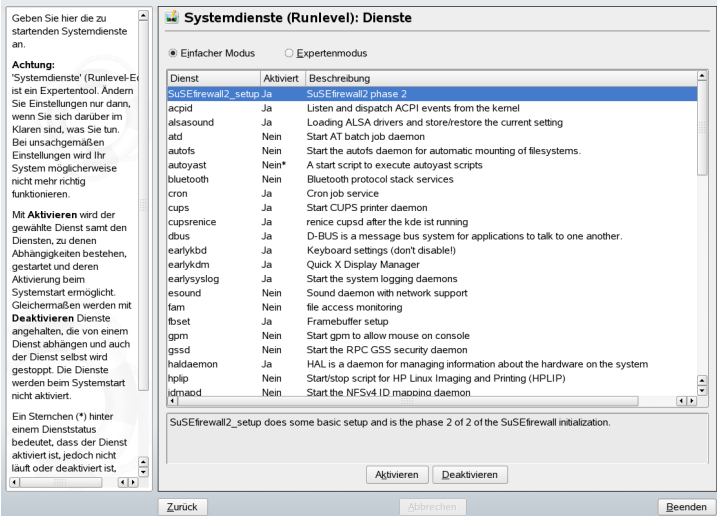 Geben Sie hier die zu
startenden Systemdienste
an.
Achtung:
'Systemdienste' (Runlevel-Ec
ist ein Expertentool. Ändern
Sie Einstellungen nur dann,
wenn Sie sich darüber im
Klaren sind, was Sie tun.
Bei unsachgemäßen
Einstellungen wird Ihr
System möglicherweise
nicht mehr richtig
funktionieren.
Mit Aktivieren wird der
gewählte Dienst samt den
Diensten, zu denen
Abhängigkeiten bestehen,
gestartet und deren
Aktivierung beim
Systemstart ermöglicht.
Gleichermaßen werden mit
Deaktivieren Dienste
angehalten, die von einem
Dienst abhängen und auch
der Dienst selbst wird
gestoppt. Die Dienste
werden beim Systemstart
nicht aktiviert.
Ein Sternchen (*) hinter
einem Dienststatus
bedeutet, dass der Dienst
aktiviert ist, jedoch nicht
läuft oder deaktiviert ist,
Systemdienste (Runlevel): Dienste
Einfacher Modus Expertenmodus
Dienst Aktiviert Beschreibung
SuSEfirewall2_setup Ja SuSEfirewall2 phase 2
acpid Ja Listen and dispatch ACPI events from the kernel
alsasound Ja Loading ALSA drivers and store/restore the current setting
atd Nein Start AT batch job daemon
autofs Nein Start the autofs daemon for automatic mounting of filesystems.
autoyast Nein* A start script to execute autoyast scripts
bluetooth Nein Bluetooth protocol stack services
cron Ja Cron job service
cups Ja Start CUPS printer daemon
cupsrenice Ja renice cupsd after the kde ist running
dbus Ja D-BUS is a message bus system for applications to talk to one another.
earlykbd Ja Keyboard settings (don't disable!)
earlykdm Ja Quick X Display Manager
earlysyslog Ja Start the system logging daemons
esound Nein Sound daemon with network support
fam Nein file access monitoring
fbset Ja Framebuffer setup
gpm Nein Start gpm to allow mouse on console
gssd Nein Start the RPC GSS security daemon
haldaemon Ja HAL is a daemon for managing information about the hardware on the system
hplip Nein Start/stop script for HP Linux Imaging and Printing (HPLIP)
idmapd Nein Start the NFSv4 ID mapping daemon
SuSEfirewall2_setup does some basic setup and is the phase 2 of 2 of the SuSEfirewall initialization.
Aktivieren Deaktivieren
Zurück Abbrechen Beenden